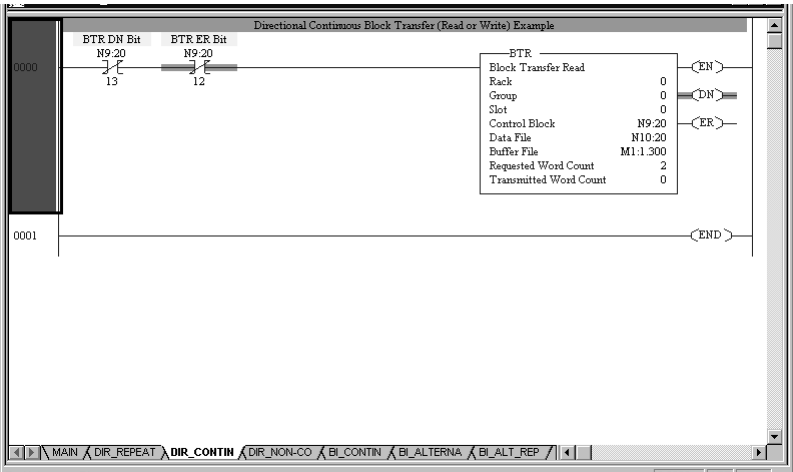 Directional Continuous Block Transfer (Read or Write) Example
BTR DN Bit BTR ER Bit
N9:20 N9:20
13 12
0000
BTR
Block Transfer Read
Rack 0
Group 0
Slot 0
Control Block N9:20
Data File N10:20
Buffer File M1:1.300
Requested Word Count 2
Transmitted Word Count 0
EN
DN
ER
0001
END
MAIN DIR_REPEAT DIR_CONTIN DIR_NON-CO BI_CONTIN BI_ALTERNA BI_ALT_REP